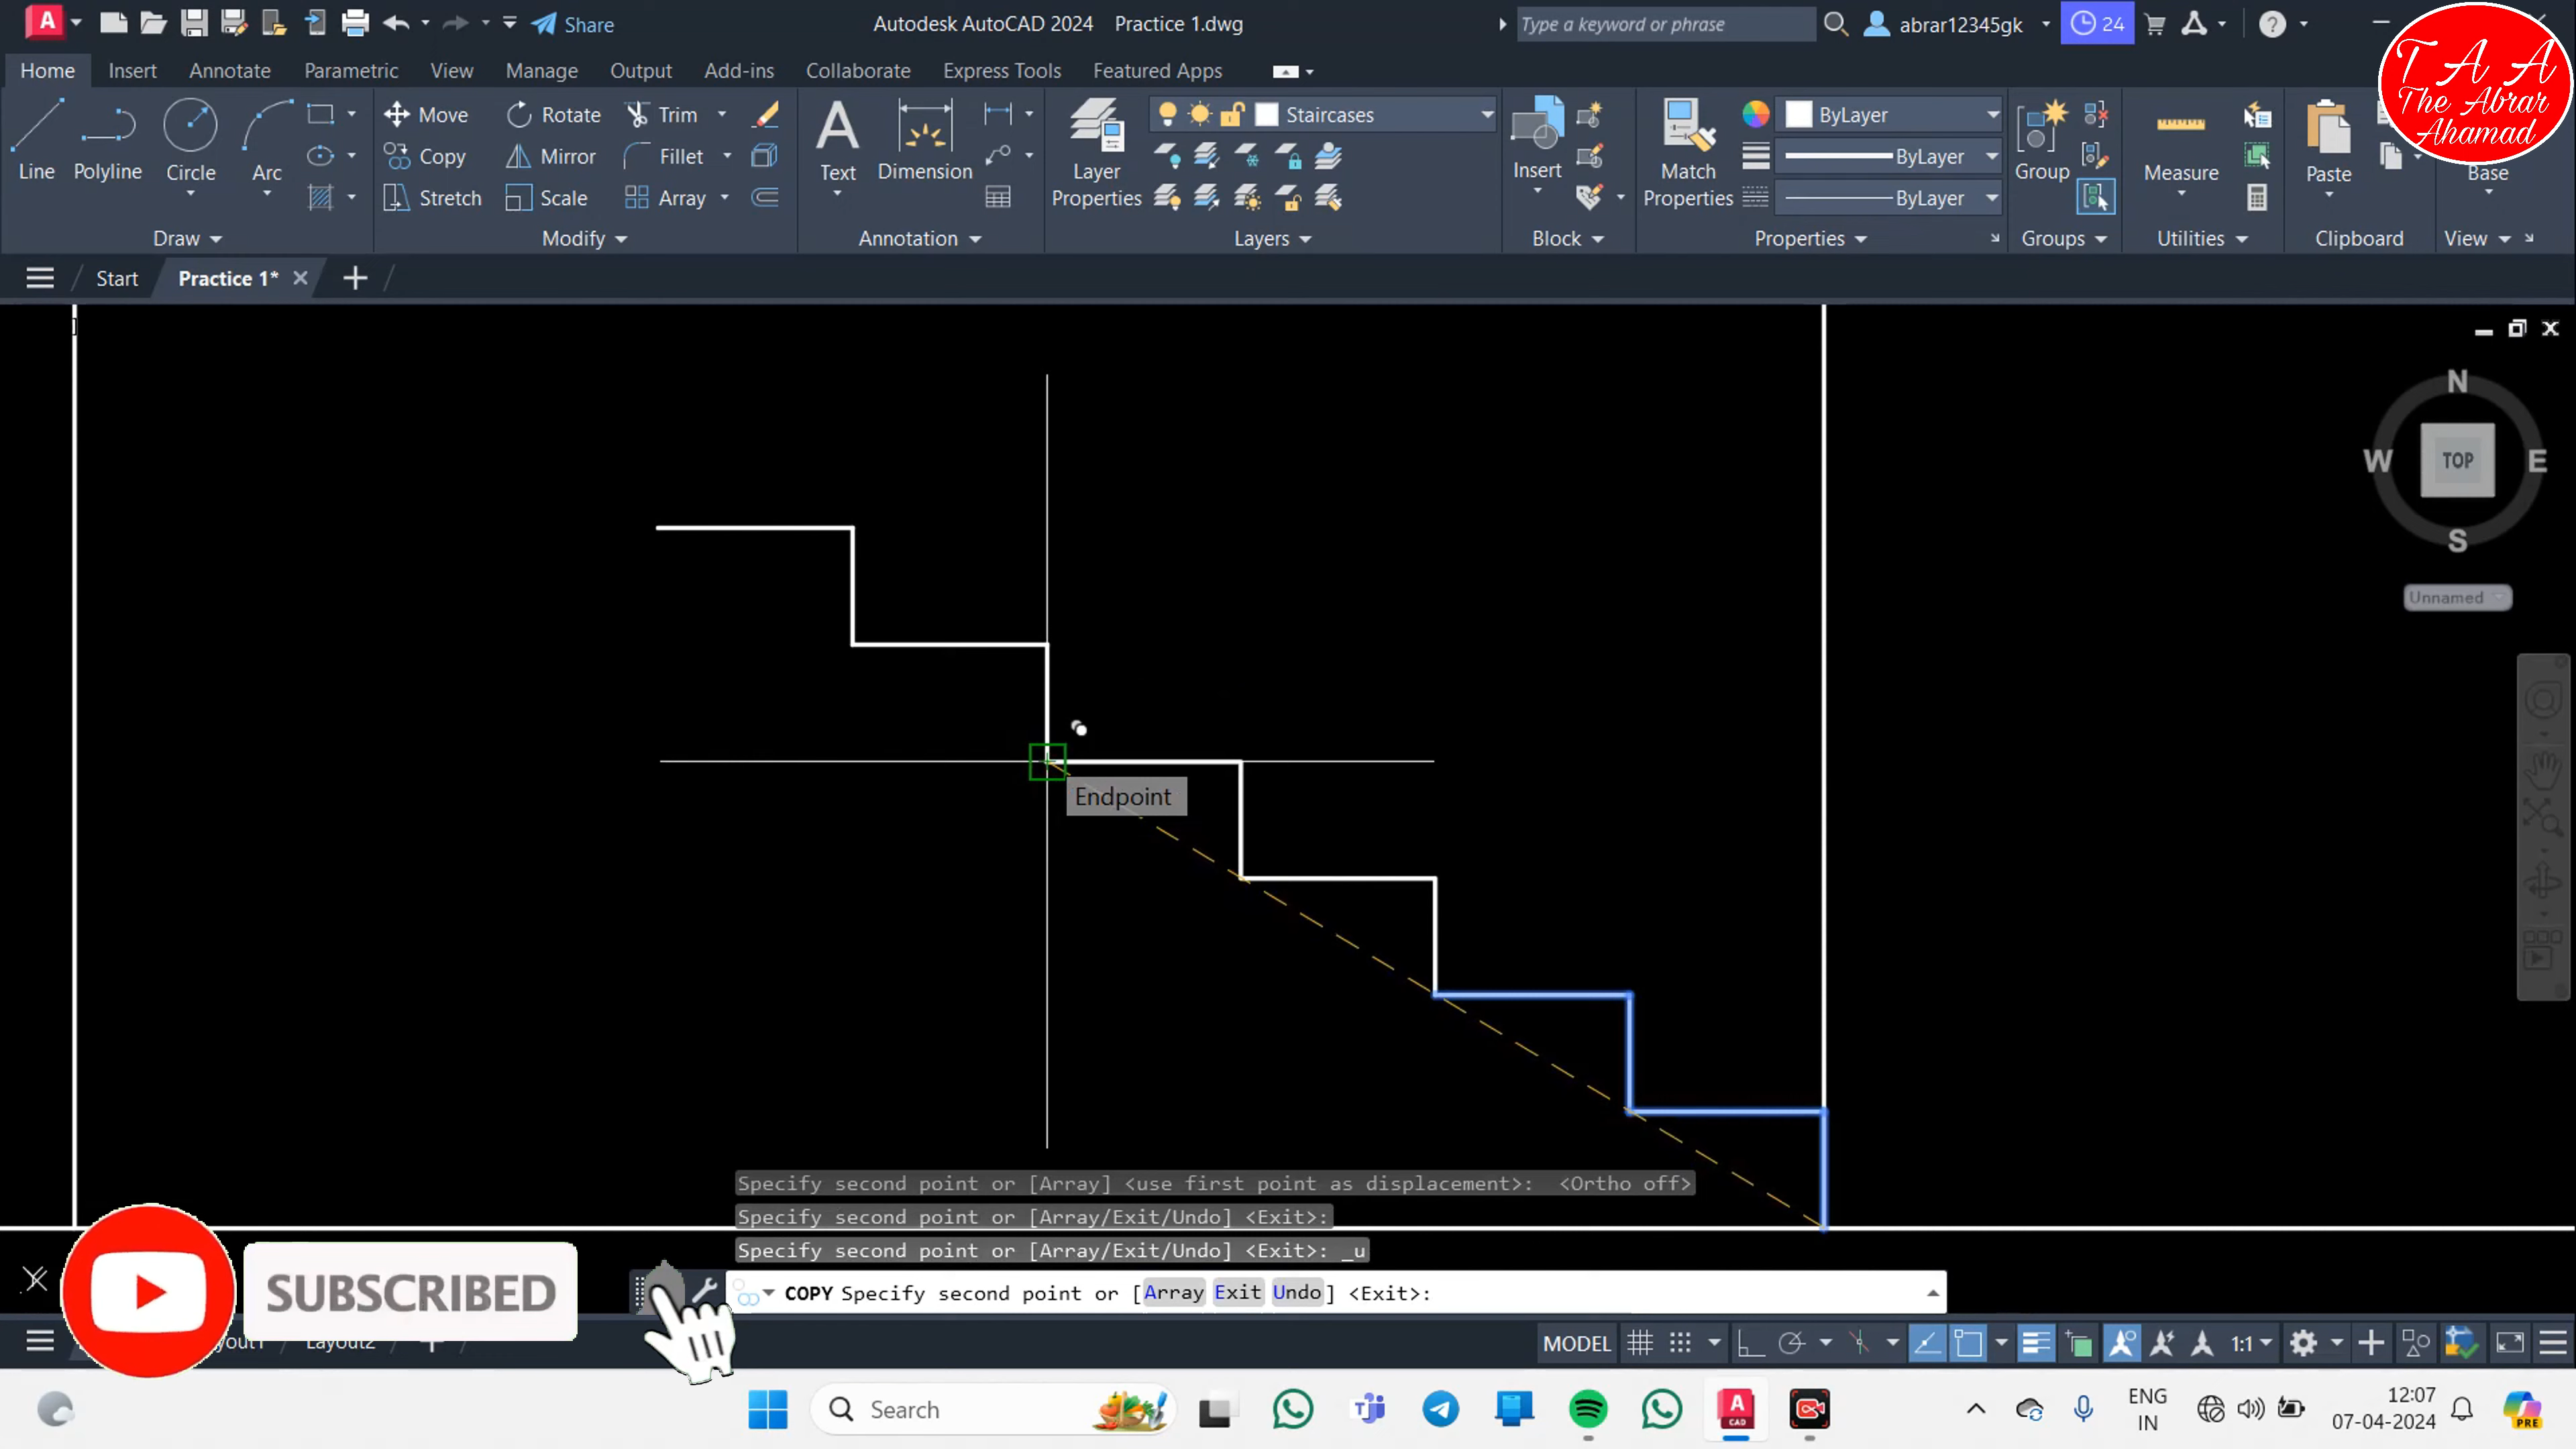 Share
Autodesk AutoCAD 2024 Practice 1.dwg
Type a keyword or phrase
abrar12345gk
24
T A A
The Abrar
Ahamad
Home Insert Annotate Parametric View Manage Output Add-ins Collaborate Express Tools Featured Apps
Line Polyline Circle Arc
Move Rotate Trim
Copy Mirror Fillet
Stretch Scale Array
Text Dimension
Layer
Properties
Staircases
Insert
Match
Properties
ByLayer
ByLayer
ByLayer
Group
Measure
Paste
Base
Draw Modify Annotation Layers Block Properties Groups Utilities Clipboard View
Start Practice 1*
N
W TOP E
S
Unnamed
Endpoint
Specify second point or [Array] <use first point as displacement>: <Ortho off>
Specify second point or [Array/Exit/Undo] <Exit>:
Specify second point or [Array/Exit/Undo] <Exit>: _u
COPY Specify second point or [Array Exit Undo] <Exit>:
SUBSCRIBED
Layout2
MODEL
1:1
Search
A
CAD
ENG
IN
12:07
07-04-2024
PRE